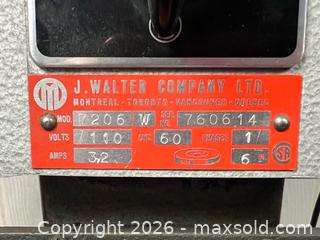 J. WALTER COMPANY LTD.
MONTREAL - TORONTO - VANCOUVER - QUEBEC
MOD. 7206 W SER. NO. 760614
VOLTS 110 CYC. 60 PHASES 1
AMPS 3,2 6"
Copyright 2026 - maxsold.com